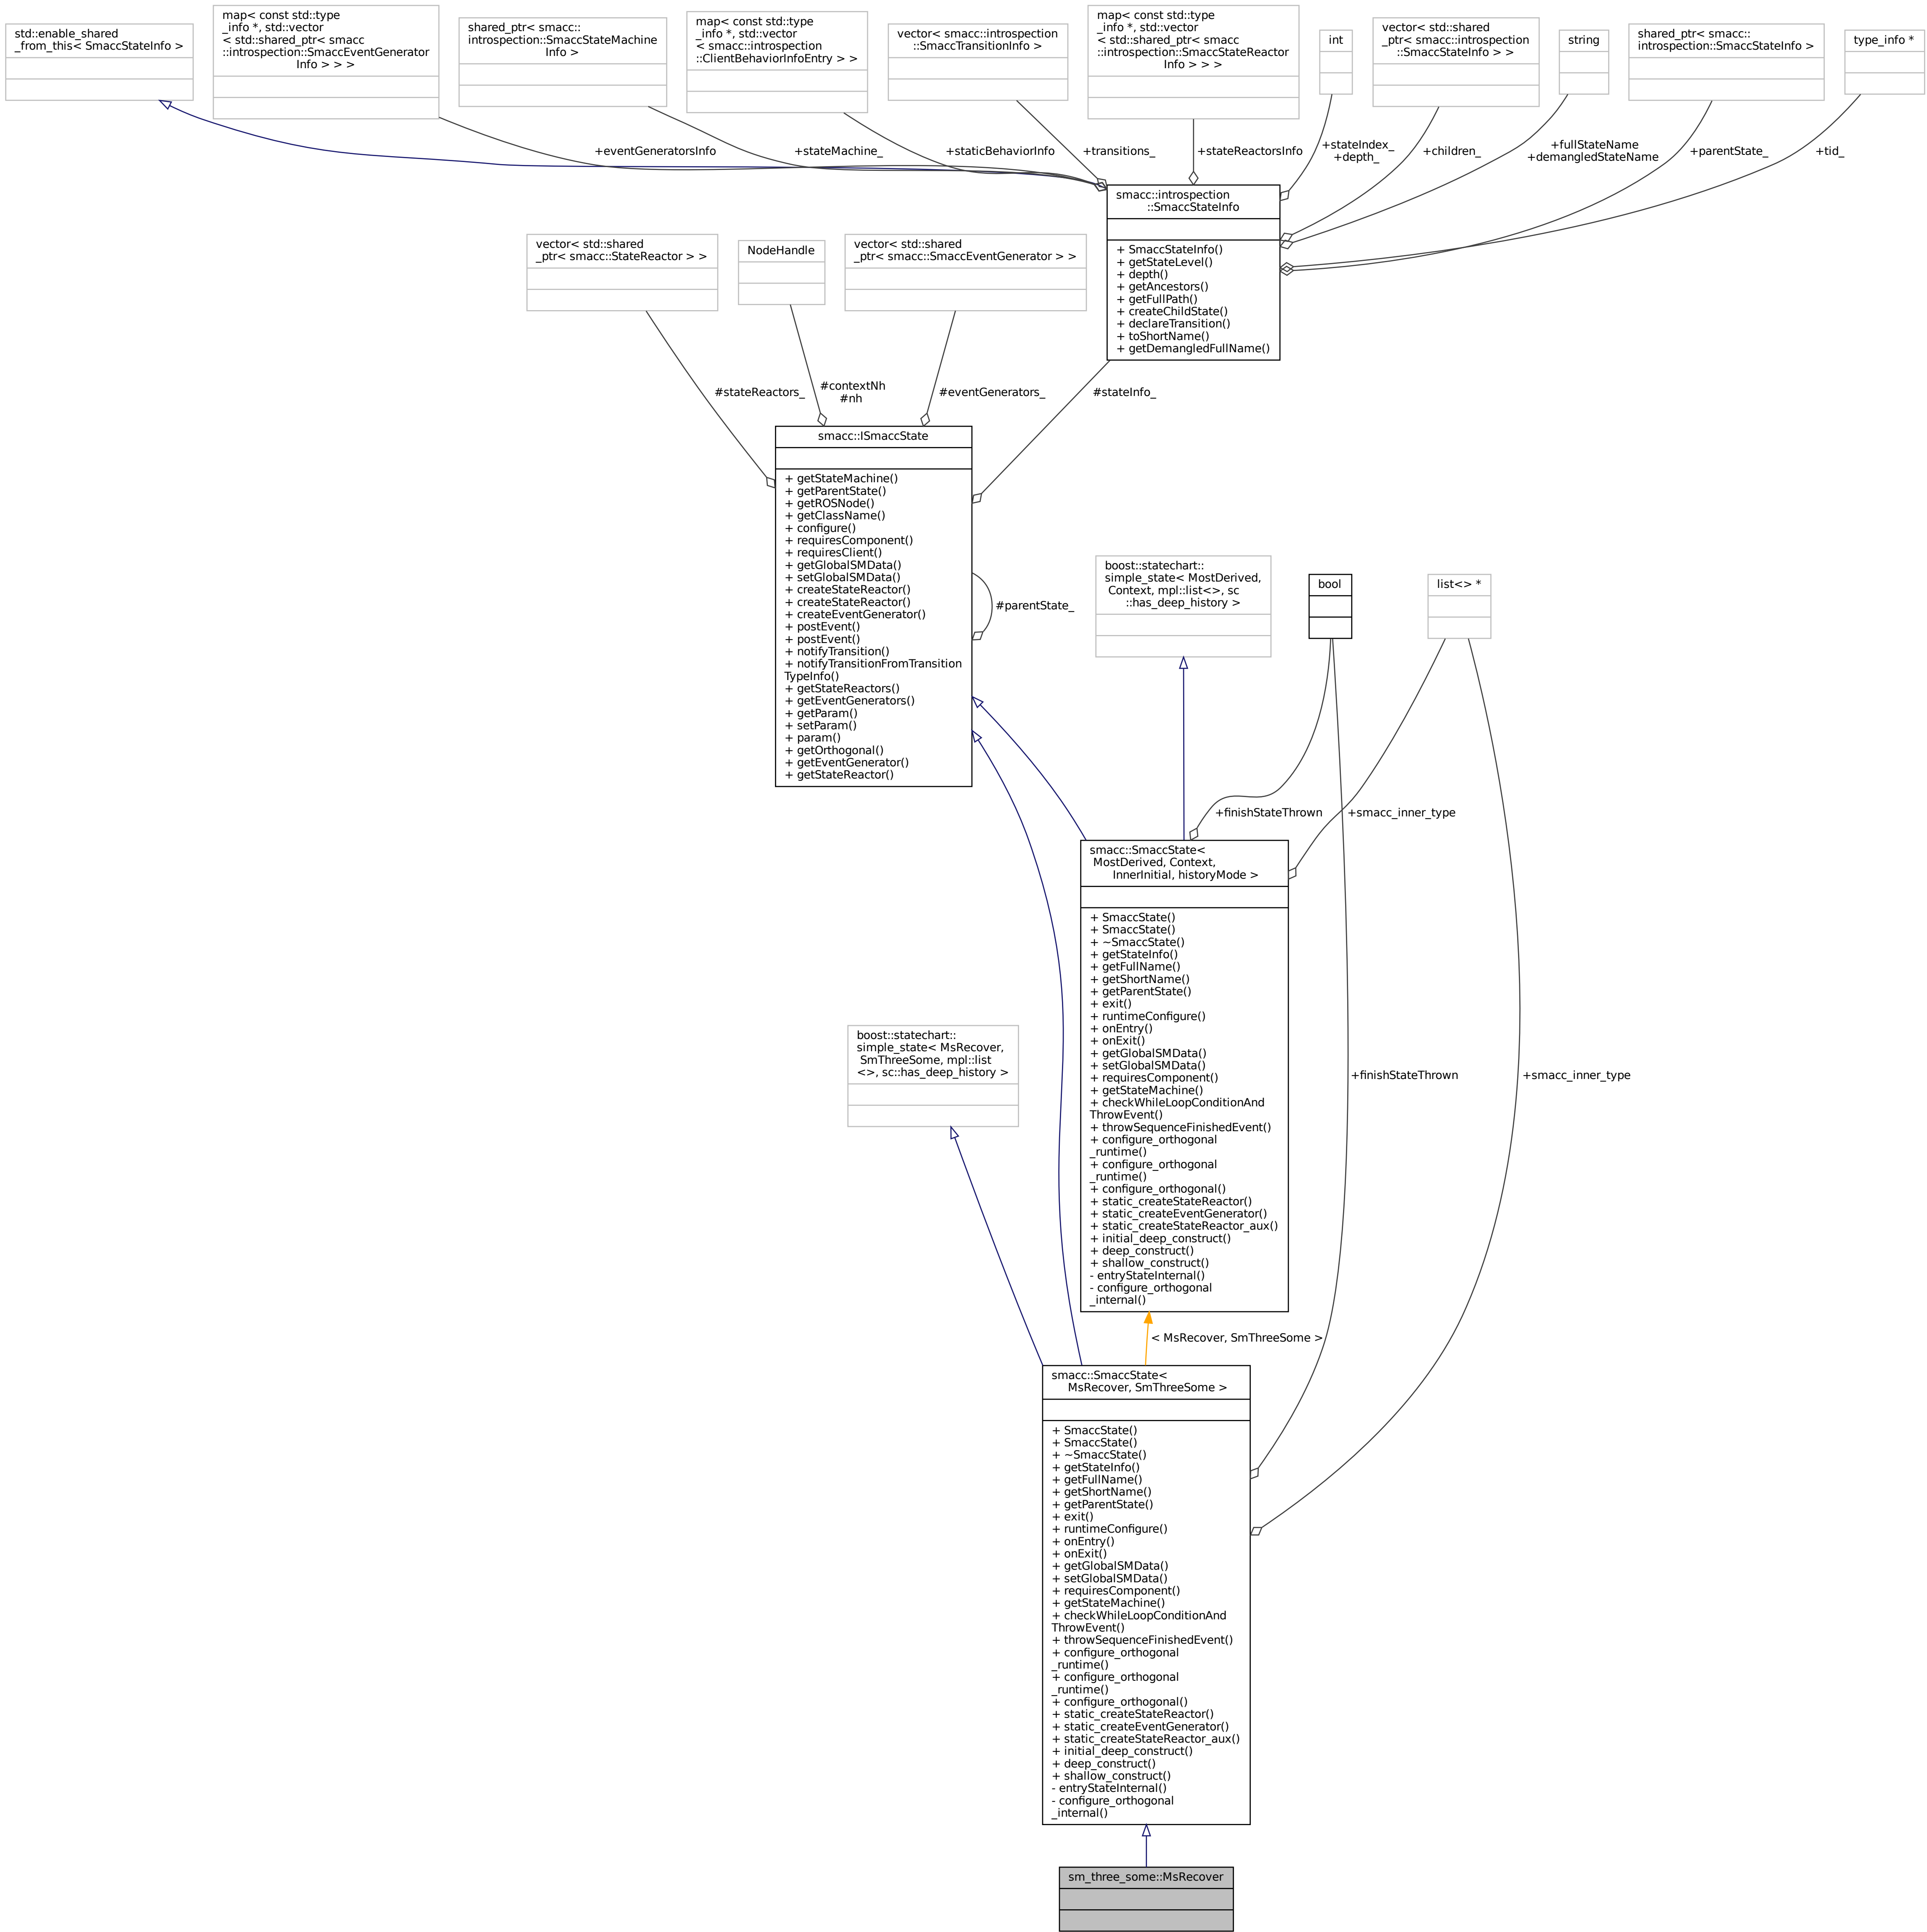 std::enable_shared
_from_this< SmaccStateInfo >
map< const std::type
_info *, std::vector
< std::shared_ptr< smacc
::introspection::SmaccEventGenerator
Info > > >
shared_ptr< smacc::
introspection::SmaccStateMachine
Info >
map< const std::type
_info *, std::vector
< smacc::introspection
::ClientBehaviorInfoEntry > >
vector< smacc::introspection
::SmaccTransitionInfo >
map< const std::type
_info *, std::vector
< std::shared_ptr< smacc
::introspection::SmaccStateReactor
Info > > >
int
vector< std::shared
_ptr< smacc::introspection
::SmaccStateInfo > >
string
shared_ptr< smacc::
introspection::SmaccStateInfo >
type_info *
+eventGeneratorsInfo
+stateMachine_
+staticBehaviorInfo
+transitions_
+stateReactorsInfo
+stateIndex_
+depth_
+children_
+fullStateName
+demangledStateName
+parentState_
+tid_
smacc::introspection
::SmaccStateInfo
+ SmaccStateInfo()
+ getStateLevel()
+ depth()
+ getAncestors()
+ getFullPath()
+ createChildState()
+ declareTransition()
+ toShortName()
+ getDemangledFullName()
vector< std::shared
_ptr< smacc::StateReactor > >
NodeHandle
vector< std::shared
_ptr< smacc::SmaccEventGenerator > >
#stateReactors_
#contextNh
#nh
#eventGenerators_
#stateInfo_
smacc::ISmaccState
+ getStateMachine()
+ getParentState()
+ getROSNode()
+ getClassName()
+ configure()
+ requiresComponent()
+ requiresClient()
+ getGlobalSMData()
+ setGlobalSMData()
+ createStateReactor()
+ createStateReactor()
+ createEventGenerator()
+ postEvent()
+ postEvent()
+ notifyTransition()
+ notifyTransitionFromTransition
TypeInfo()
+ getStateReactors()
+ getEventGenerators()
+ getParam()
+ setParam()
+ param()
+ getOrthogonal()
+ getEventGenerator()
+ getStateReactor()
#parentState_
boost::statechart::
simple_state< MostDerived,
Context, mpl::list<>, sc
::has_deep_history >
bool
list<> *
+finishStateThrown
+smacc_inner_type
smacc::SmaccState<
MostDerived, Context,
InnerInitial, historyMode >
+ SmaccState()
+ SmaccState()
+ ~SmaccState()
+ getStateInfo()
+ getFullName()
+ getShortName()
+ getParentState()
+ exit()
+ runtimeConfigure()
+ onEntry()
+ onExit()
+ getGlobalSMData()
+ setGlobalSMData()
+ requiresComponent()
+ getStateMachine()
+ checkWhileLoopConditionAnd
ThrowEvent()
+ throwSequenceFinishedEvent()
+ configure_orthogonal
_runtime()
+ configure_orthogonal
_runtime()
+ configure_orthogonal()
+ static_createStateReactor()
+ static_createEventGenerator()
+ static_createStateReactor_aux()
+ initial_deep_construct()
+ deep_construct()
+ shallow_construct()
- entryStateInternal()
- configure_orthogonal
_internal()
boost::statechart::
simple_state< MsRecover,
SmThreeSome, mpl::list
<>, sc::has_deep_history >
+finishStateThrown
+smacc_inner_type
< MsRecover, SmThreeSome >
smacc::SmaccState<
MsRecover, SmThreeSome >
+ SmaccState()
+ SmaccState()
+ ~SmaccState()
+ getStateInfo()
+ getFullName()
+ getShortName()
+ getParentState()
+ exit()
+ runtimeConfigure()
+ onEntry()
+ onExit()
+ getGlobalSMData()
+ setGlobalSMData()
+ requiresComponent()
+ getStateMachine()
+ checkWhileLoopConditionAnd
ThrowEvent()
+ throwSequenceFinishedEvent()
+ configure_orthogonal
_runtime()
+ configure_orthogonal
_runtime()
+ configure_orthogonal()
+ static_createStateReactor()
+ static_createEventGenerator()
+ static_createStateReactor_aux()
+ initial_deep_construct()
+ deep_construct()
+ shallow_construct()
- entryStateInternal()
- configure_orthogonal
_internal()
sm_three_some::MsRecover